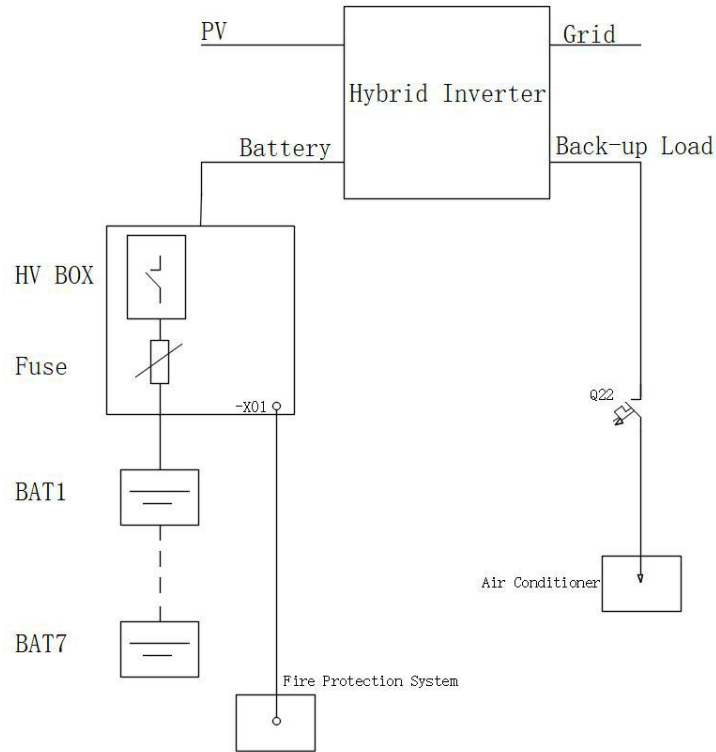 PV
Grid
Hybrid Inverter
Battery
Back-up Load
HV BOX
Fuse
Q22
-X01
BAT1
Air Conditioner
BAT7
Fire Protection System